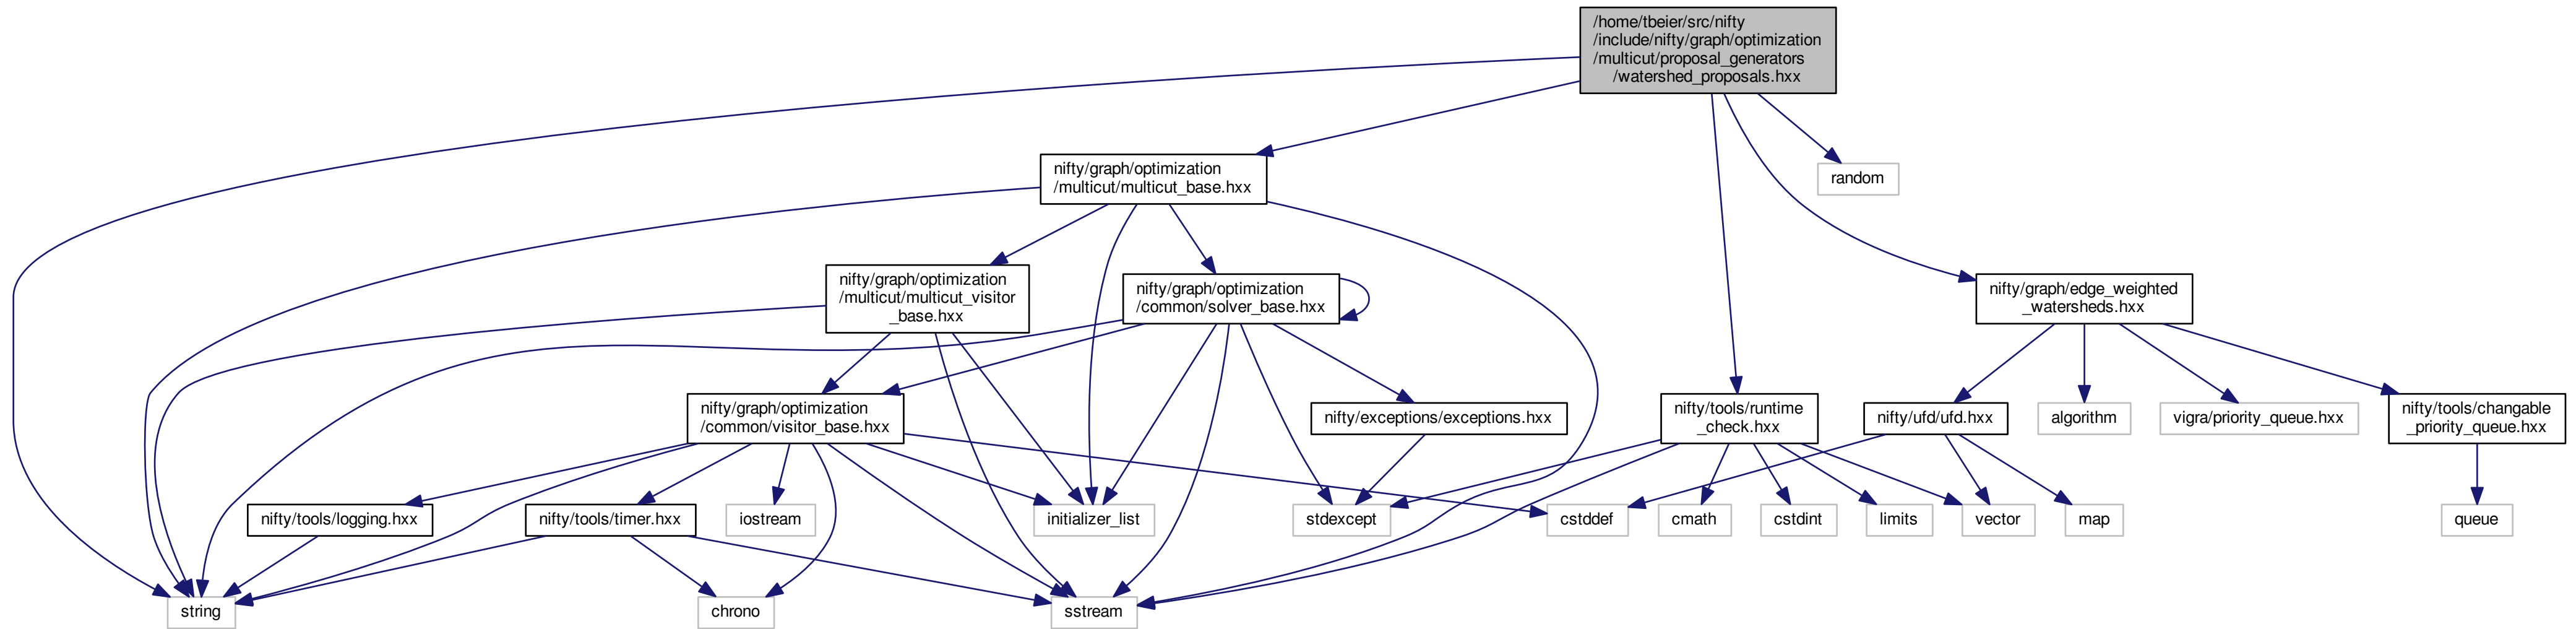 /home/tbeier/src/nifty
/include/nifty/graph/optimization
/multicut/proposal_generators
/watershed_proposals.hxx
nifty/graph/optimization
/multicut/multicut_base.hxx
random
nifty/graph/optimization
/multicut/multicut_visitor
_base.hxx
nifty/graph/optimization
/common/solver_base.hxx
nifty/graph/edge_weighted
_watersheds.hxx
nifty/graph/optimization
/common/visitor_base.hxx
nifty/exceptions/exceptions.hxx
nifty/tools/runtime
_check.hxx
nifty/ufd/ufd.hxx
algorithm
vigra/priority_queue.hxx
nifty/tools/changable
_priority_queue.hxx
nifty/tools/logging.hxx
nifty/tools/timer.hxx
iostream
initializer_list
stdexcept
cstddef
cmath
cstdint
limits
vector
map
queue
string
chrono
sstream